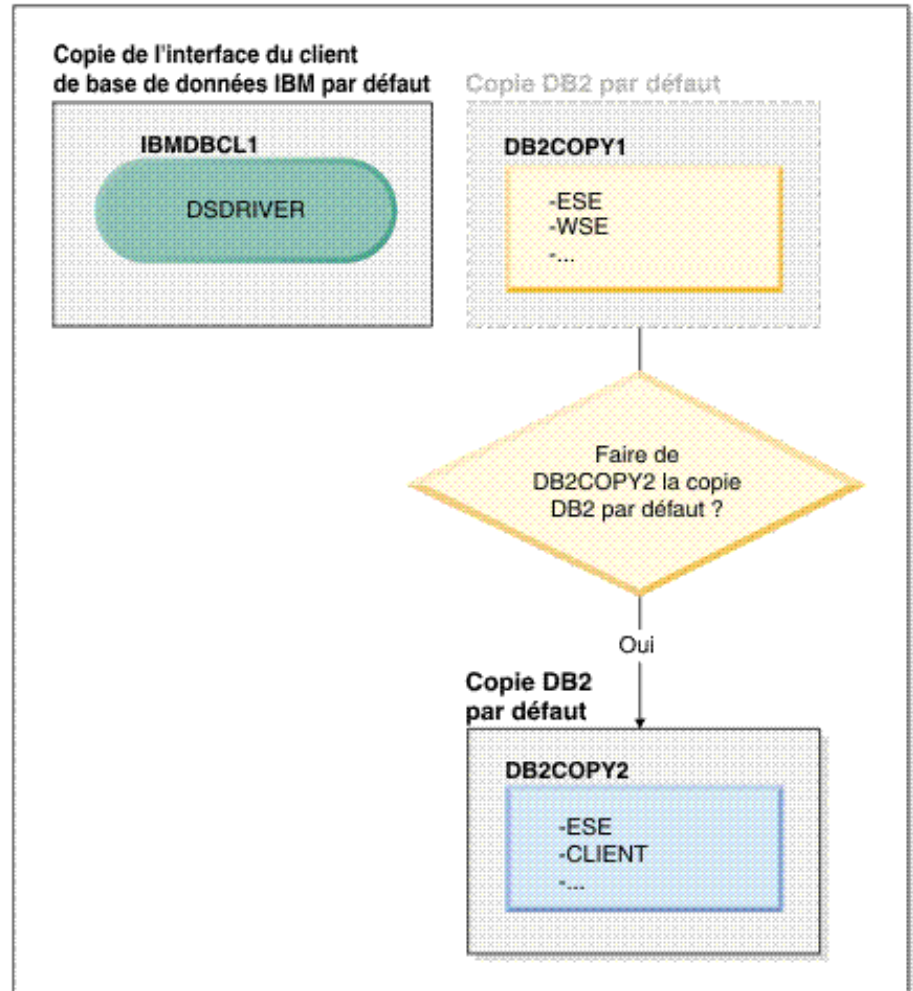 Copie de l'interface du client
de base de données IBM par défaut
IBMDBCL1
DSDRIVER
Copie DB2 par défaut
DB2COPY1
-ESE
-WSE
-...
Faire de
DB2COPY2 la copie
DB2 par défaut ?
Oui
Copie DB2
par défaut
DB2COPY2
-ESE
-CLIENT
-...